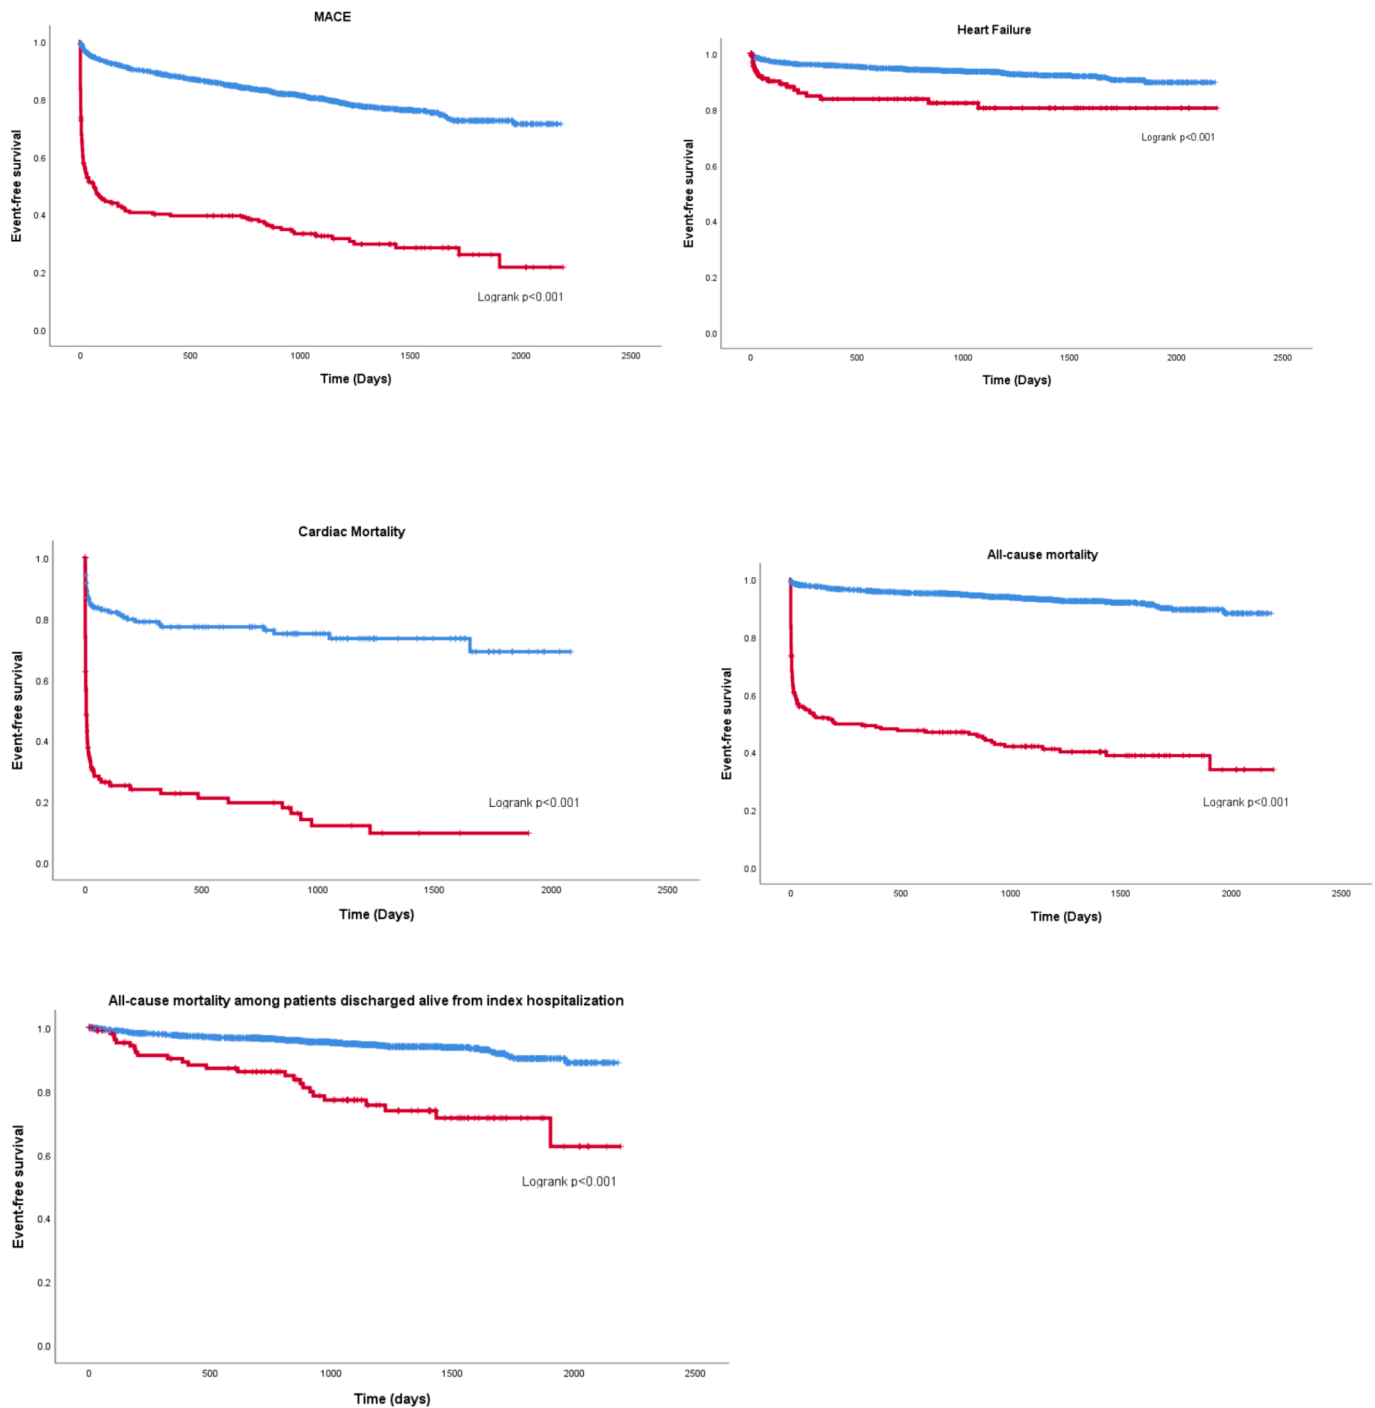 MACE
Event-free survival
1.0
0.8
0.6
0.4
0.2
0.0
Logrank p<0.001
0 500 1000 1500 2000 2500
Time (Days)
Heart Failure
Event-free survival
1.0
0.8
0.6
0.4
0.2
0.0
Logrank p<0.001
0 500 1000 1500 2000 2500
Time (Days)
Cardiac Mortality
Event-free survival
1.0
0.8
0.6
0.4
0.2
0.0
Logrank p<0.001
0 500 1000 1500 2000 2500
Time (Days)
All-cause mortality
Event-free survival
1.0
0.8
0.6
0.4
0.2
0.0
Logrank p<0.001
0 500 1000 1500 2000 2500
Time (Days)
All-cause mortality among patients discharged alive from index hospitalization
Event-free survival
1.0
0.8
0.6
0.4
0.2
0.0
Logrank p<0.001
0 500 1000 1500 2000 2500
Time (days)